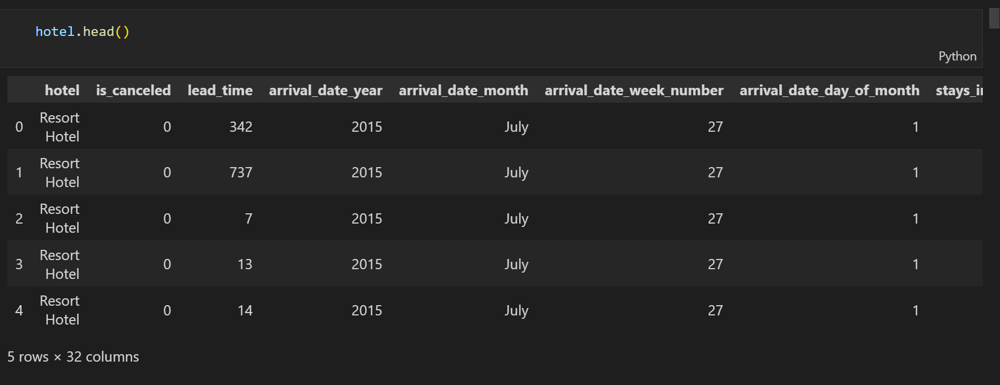 hotel.head()
Python
hotel is_canceled lead_time arrival_date_year arrival_date_month arrival_date_week_number arrival_date_day_of_month stays_i
0 Resort Hotel 0 342 2015 July 27 1
1 Resort Hotel 0 737 2015 July 27 1
2 Resort Hotel 0 7 2015 July 27 1
3 Resort Hotel 0 13 2015 July 27 1
4 Resort Hotel 0 14 2015 July 27 1
5 rows × 32 columns